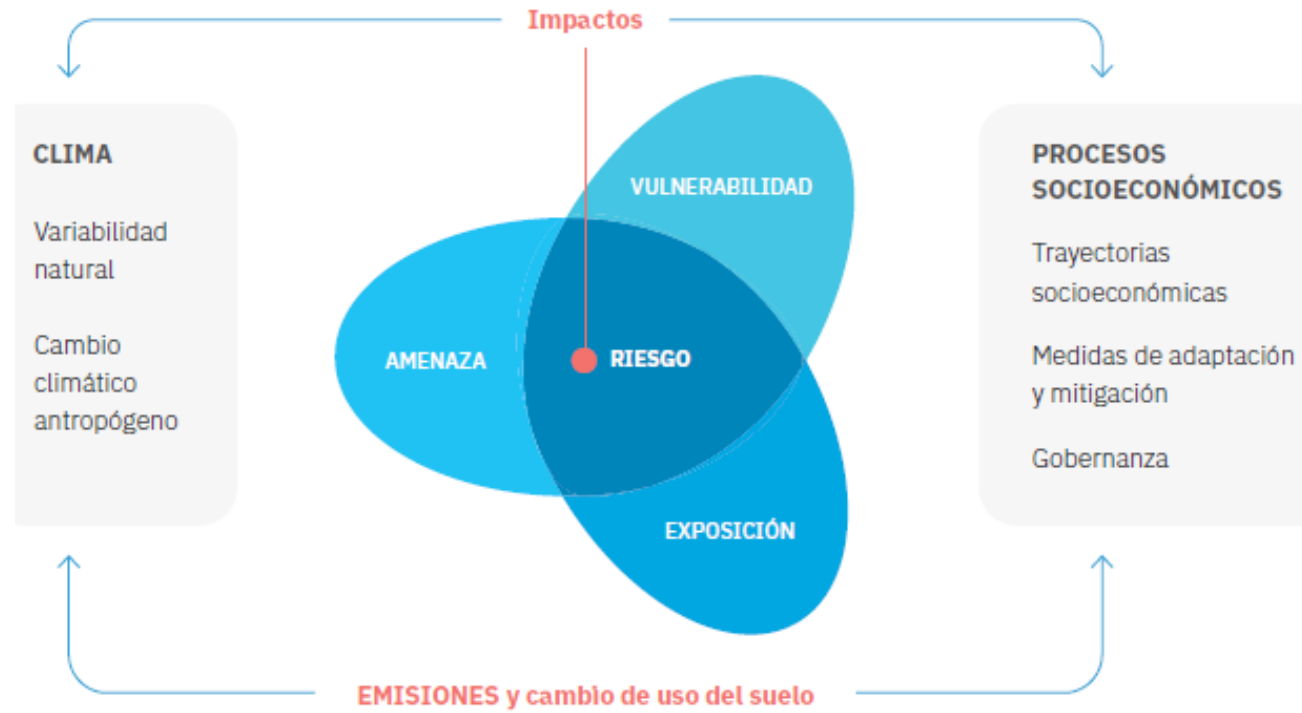 Impactos
CLIMA
Variabilidad
natural
Cambio
climático
antropógeno
VULNERABILIDAD
AMENAZA
RIESGO
EXPOSICIÓN
PROCESOS
SOCIOECONÓMICOS
Trayectorias
socioeconómicas
Medidas de adaptación
y mitigación
Gobernanza
EMISIONES y cambio de uso del suelo